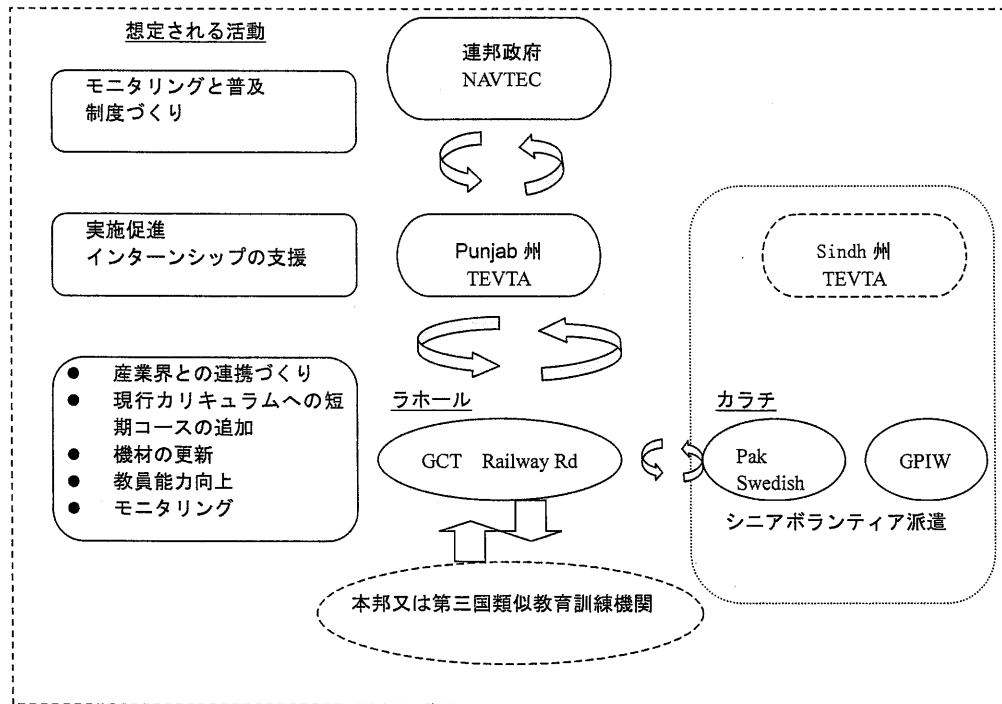 想定される活動
連邦政府
NAVTEC
モニタリングと普及
制度づくり
実施促進
インターンシップの支援
Punjab 州
TEVTA
Sindh 州
TEVTA
● 産業界との連携づくり
● 現行カリキュラムへの短
期コースの追加
● 機材の更新
● 教員能力向上
● モニタリング
ラホール
GCT Railway Rd
カラチ
Pak
Swedish
GPIW
シニアボランティア派遣
本邦又は第三国類似教育訓練機関